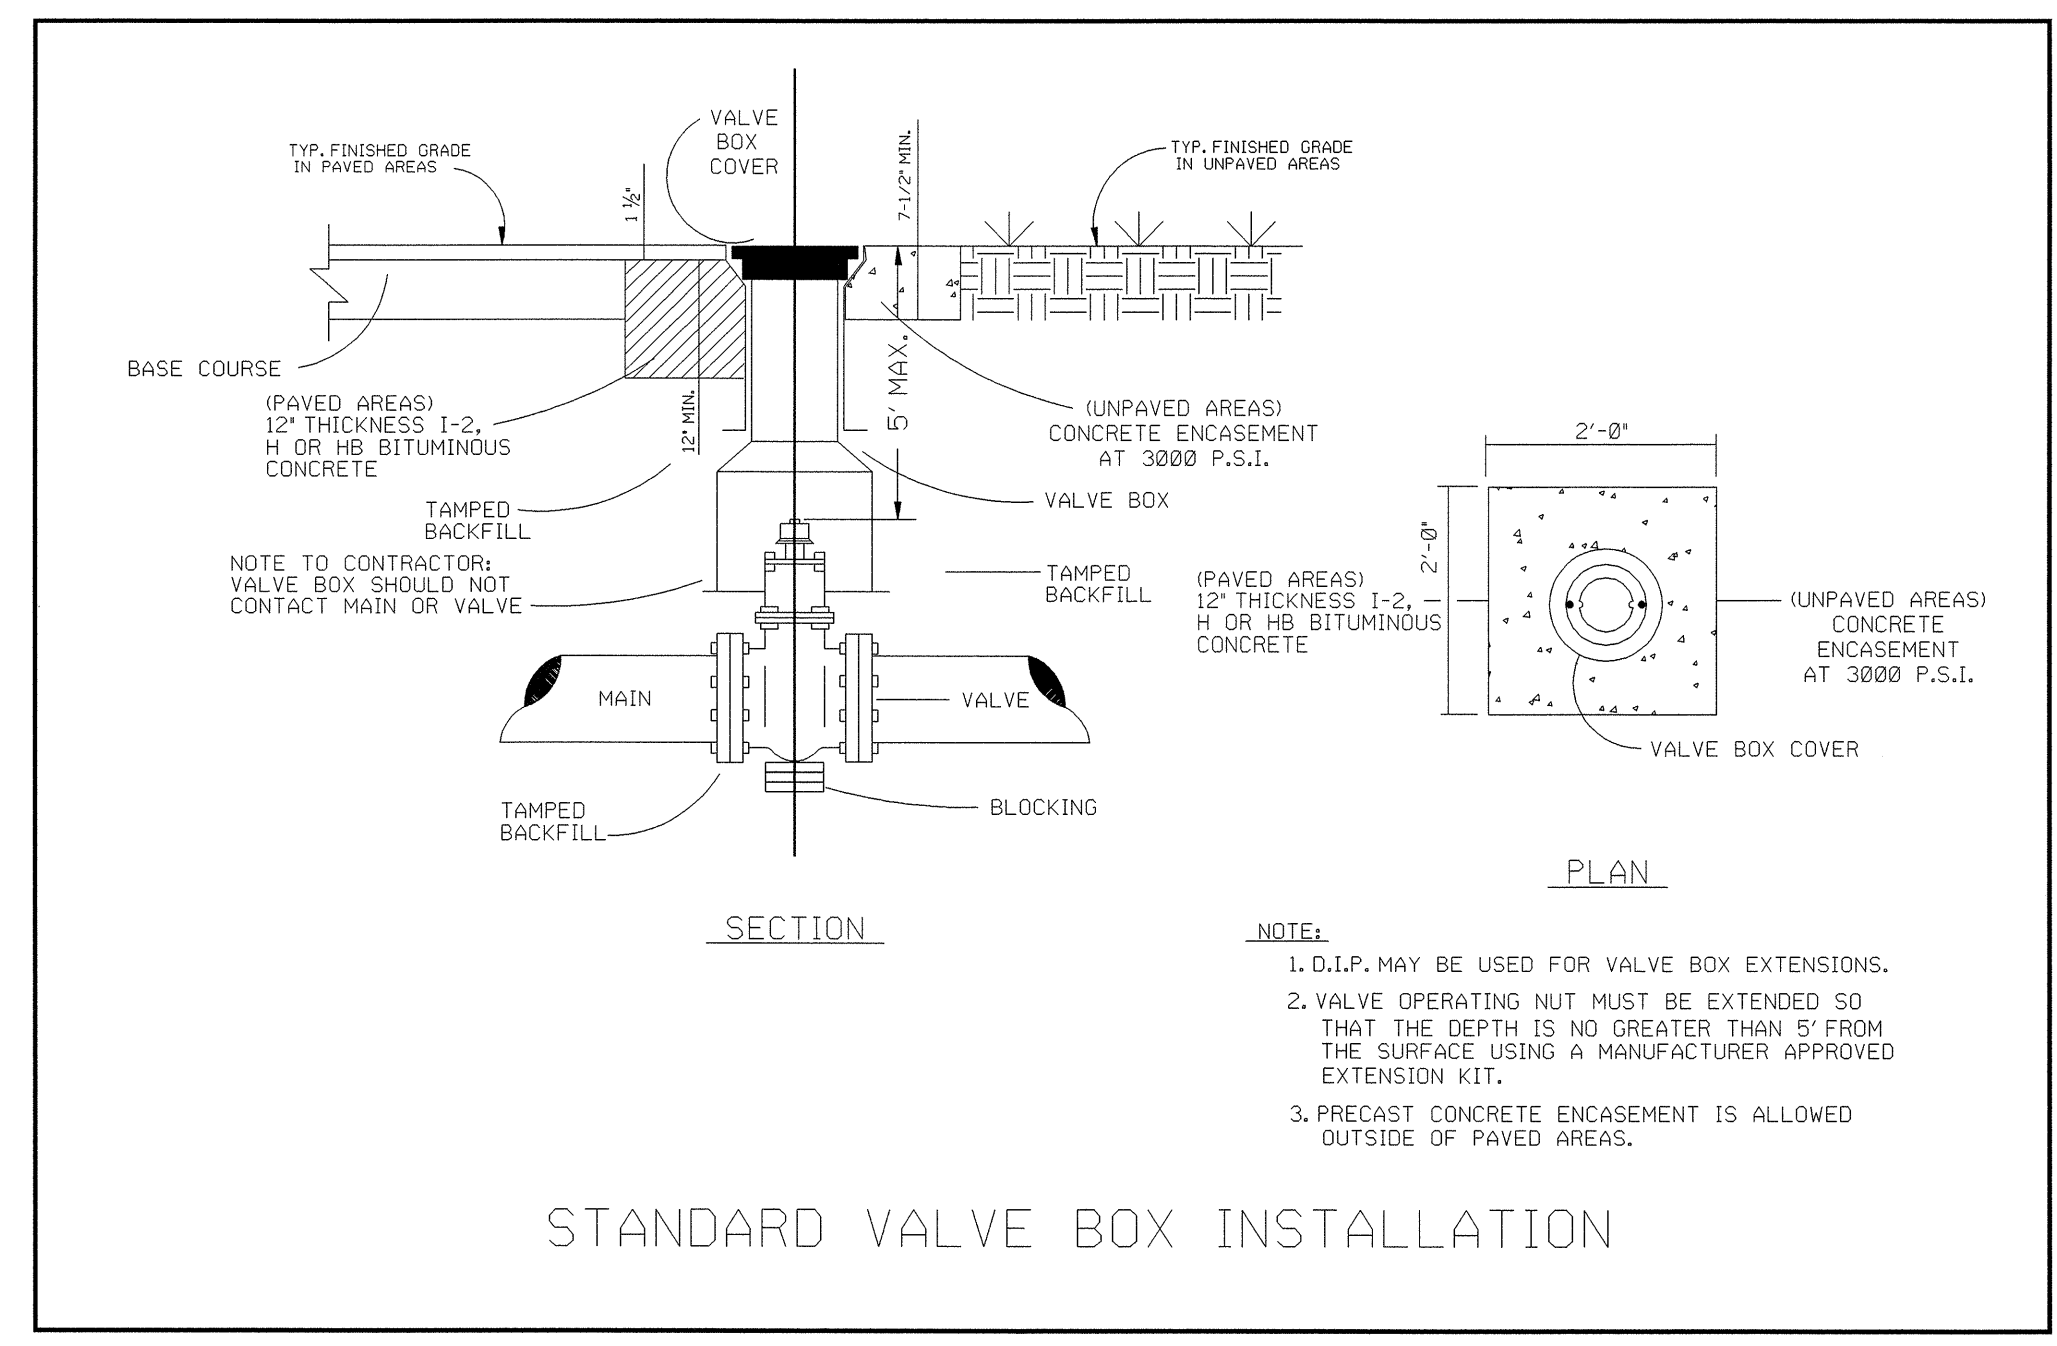 VALVE
BOX
COVER
TYP. FINISHED GRADE
IN PAVED AREAS
1 ½"
7-1/2" MIN.
TYP. FINISHED GRADE
IN UNPAVED AREAS
BASE COURSE
(PAVED AREAS)
12" THICKNESS I-2,
H OR HB BITUMINOUS
CONCRETE
12" MIN.
5' MAX.
(UNPAVED AREAS)
CONCRETE ENCASEMENT
AT 3000 P.S.I.
TAMPED
BACKFILL
VALVE BOX
NOTE TO CONTRACTOR:
VALVE BOX SHOULD NOT
CONTACT MAIN OR VALVE
TAMPED
BACKFILL
MAIN
VALVE
TAMPED
BACKFILL
BLOCKING
SECTION
2'-0"
2'-0"
(PAVED AREAS)
12" THICKNESS I-2,
H OR HB BITUMINOUS
CONCRETE
(UNPAVED AREAS)
CONCRETE
ENCASEMENT
AT 3000 P.S.I.
VALVE BOX COVER
PLAN
NOTE:
1. D.I.P. MAY BE USED FOR VALVE BOX EXTENSIONS.
2. VALVE OPERATING NUT MUST BE EXTENDED SO
THAT THE DEPTH IS NO GREATER THAN 5' FROM
THE SURFACE USING A MANUFACTURER APPROVED
EXTENSION KIT.
3. PRECAST CONCRETE ENCASEMENT IS ALLOWED
OUTSIDE OF PAVED AREAS.
STANDARD VALVE BOX INSTALLATION